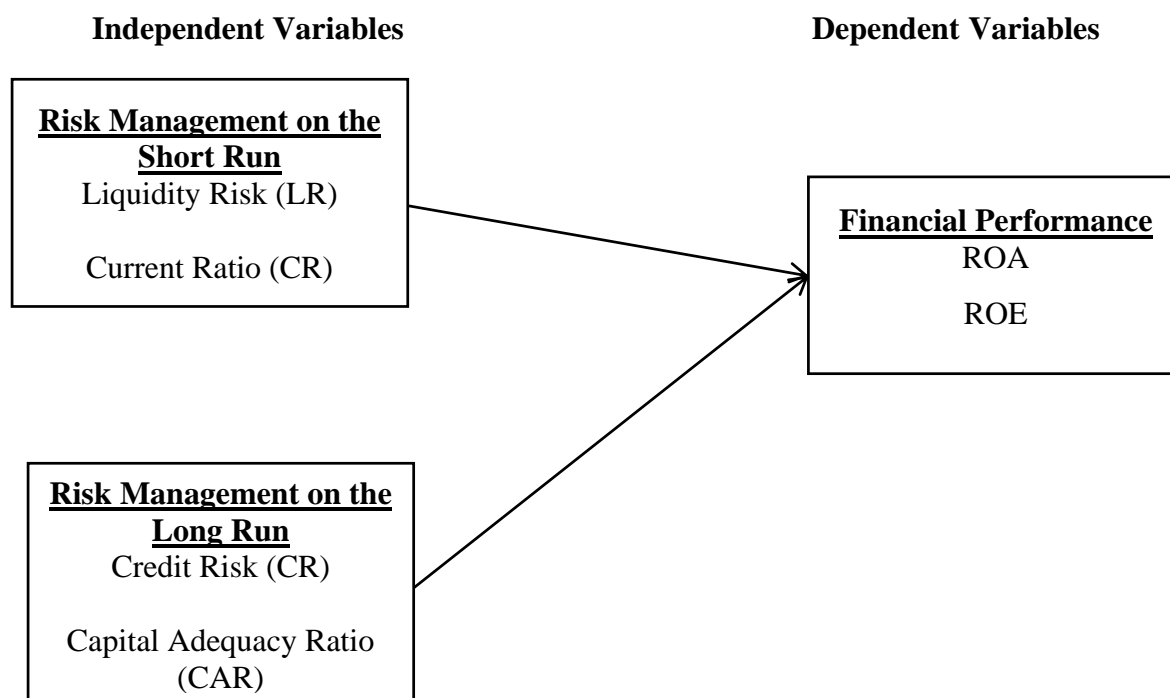 Independent Variables
Dependent Variables
Risk Management on the
Short Run
Liquidity Risk (LR)
Current Ratio (CR)
Financial Performance
ROA
ROE
Risk Management on the
Long Run
Credit Risk (CR)
Capital Adequacy Ratio
(CAR)